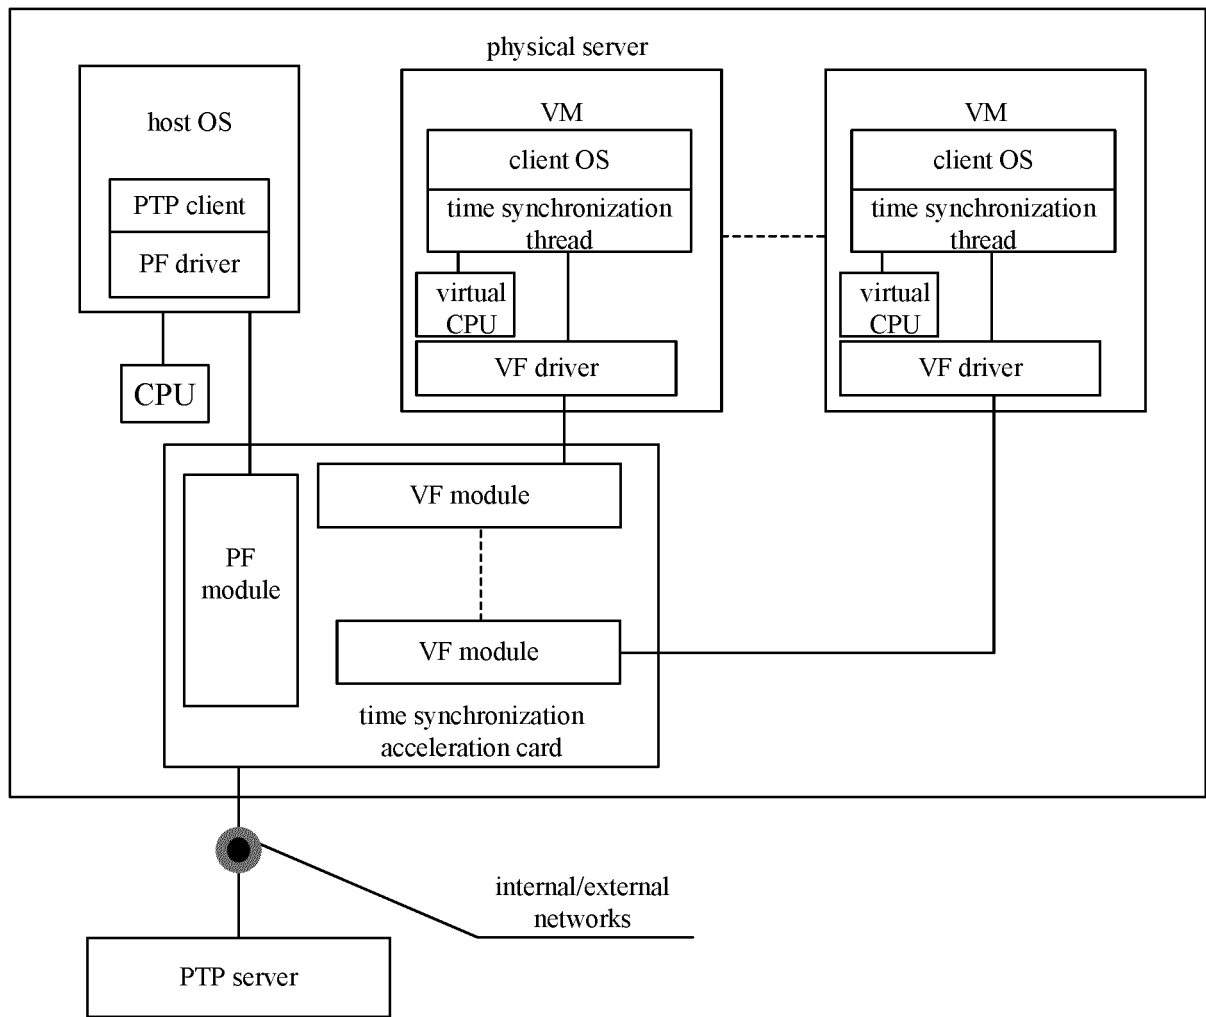 physical server
host OS
PTP client
PF driver
CPU
VM
client OS
time synchronization
thread
virtual
CPU
VF driver
VM
client OS
time synchronization
thread
virtual
CPU
VF driver
PF
module
VF module
VF module
time synchronization
acceleration card
internal/external
networks
PTP server